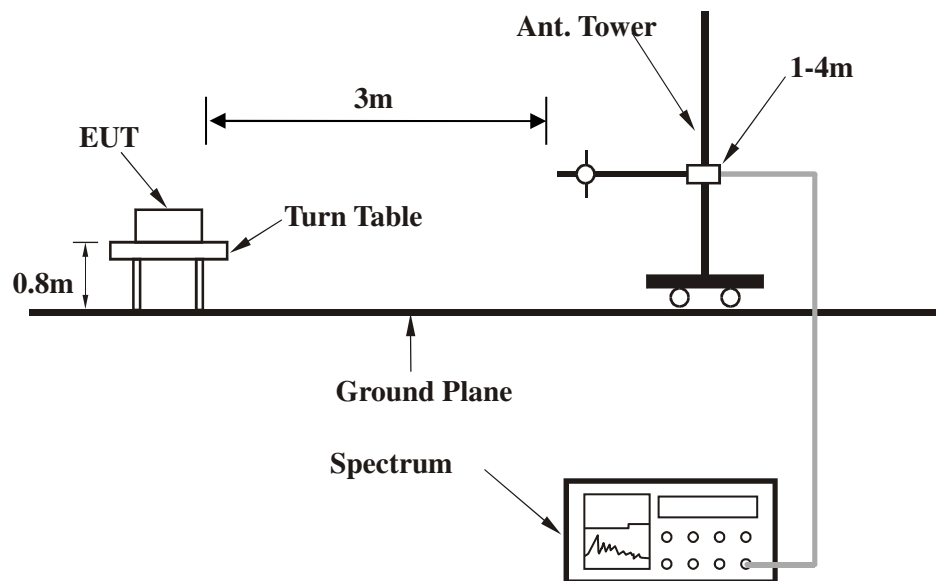 Ant. Tower
1-4m
3m
EUT
Turn Table
0.8m
Ground Plane
Spectrum